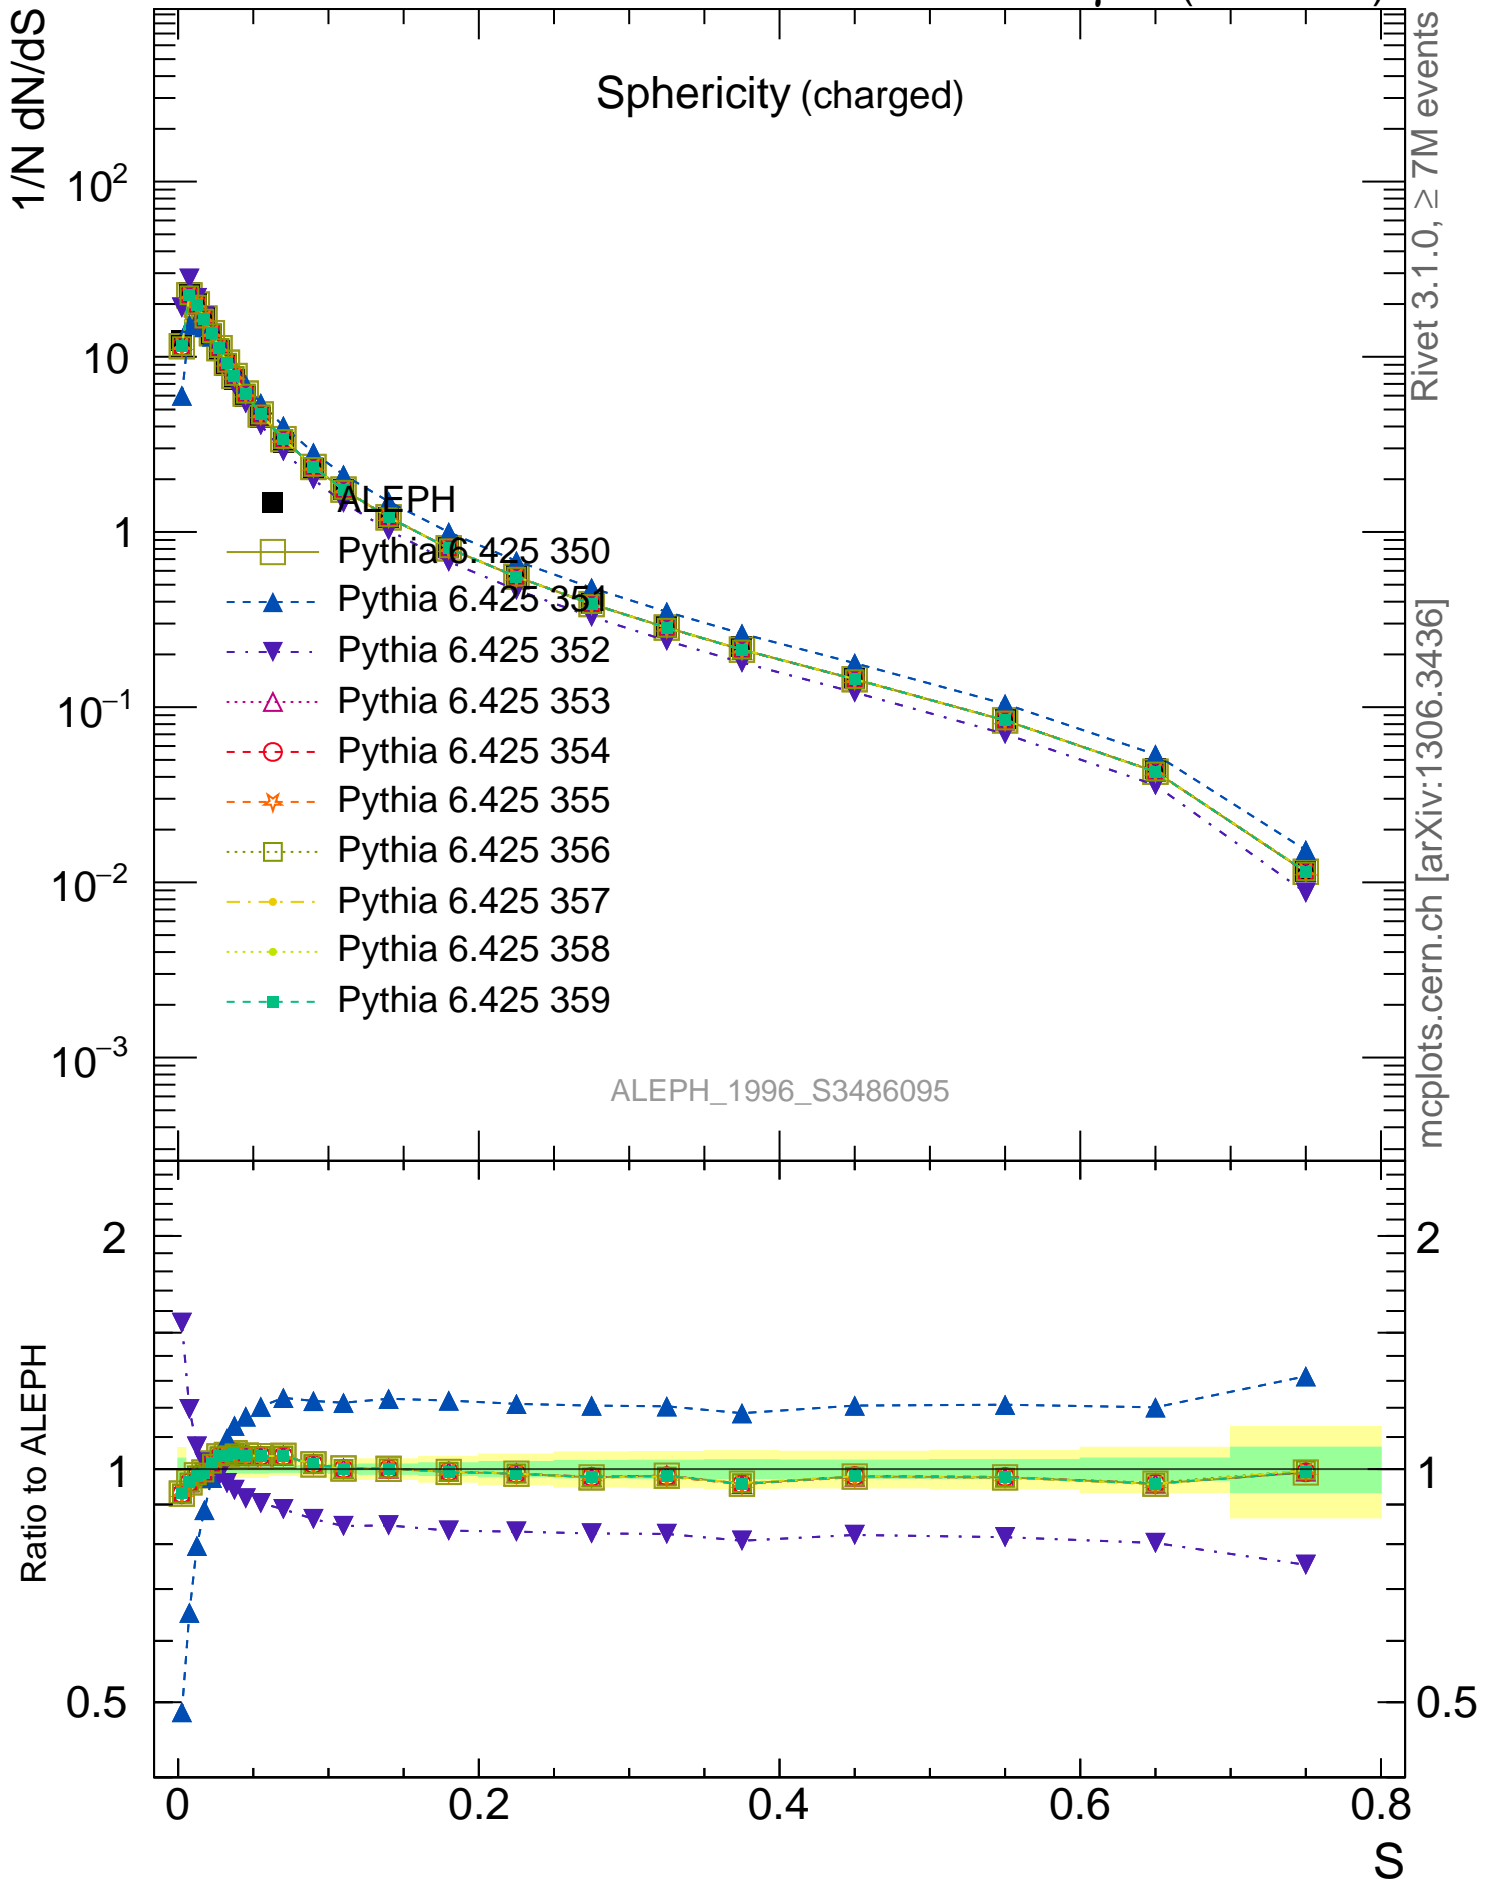 1/N dN/dS
Sphericity (charged)
10²
10
1
10⁻¹
10⁻²
10⁻³
ALEPH
Pythia 6.425 350
Pythia 6.425 351
Pythia 6.425 352
Pythia 6.425 353
Pythia 6.425 354
Pythia 6.425 355
Pythia 6.425 356
Pythia 6.425 357
Pythia 6.425 358
Pythia 6.425 359
ALEPH_1996_S3486095
Rivet 3.1.0, ≥ 7M events
mcplots.cern.ch [arXiv:1306.3436]
Ratio to ALEPH
2
1
0.5
2
1
0.5
0
0.2
0.4
0.6
0.8
S